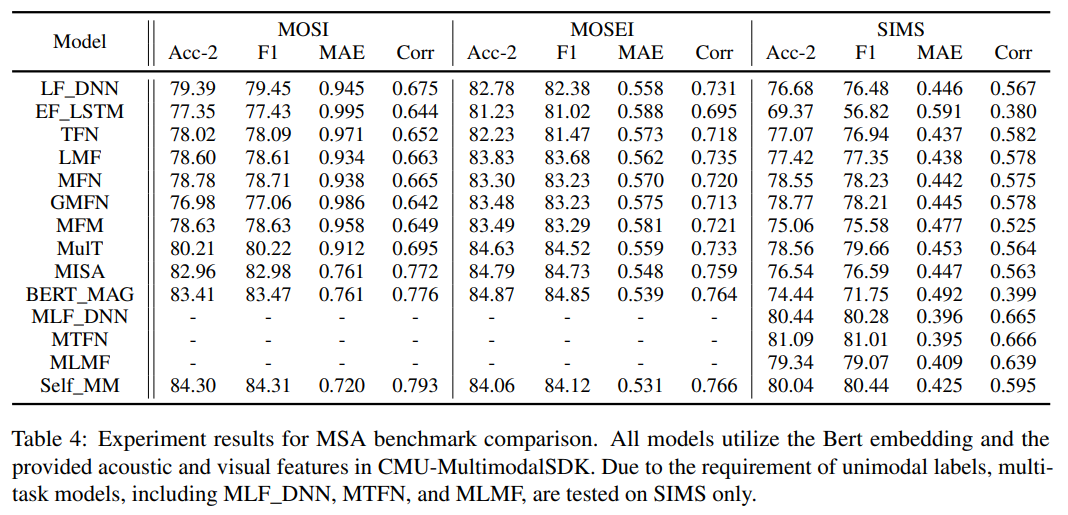 Model MOSI MOSEI SIMS
Acc-2 F1 MAE Corr Acc-2 F1 MAE Corr Acc-2 F1 MAE Corr
LF_DNN 79.39 79.45 0.945 0.675 82.78 82.38 0.558 0.731 76.68 76.48 0.446 0.567
EF_LSTM 77.35 77.43 0.995 0.644 81.23 81.02 0.588 0.695 69.37 56.82 0.591 0.380
TFN 78.02 78.09 0.971 0.652 82.23 81.47 0.573 0.718 77.07 76.94 0.437 0.582
LMF 78.60 78.61 0.934 0.663 83.83 83.68 0.562 0.735 77.42 77.35 0.438 0.578
MFN 78.78 78.71 0.938 0.665 83.30 83.23 0.570 0.720 78.55 78.23 0.442 0.575
GMFN 76.98 77.06 0.986 0.642 83.48 83.23 0.575 0.713 78.77 78.21 0.445 0.578
MFM 78.63 78.63 0.958 0.649 83.49 83.29 0.581 0.721 75.06 75.58 0.477 0.525
MulT 80.21 80.22 0.912 0.695 84.63 84.52 0.559 0.733 78.56 79.66 0.453 0.564
MISA 82.96 82.98 0.761 0.772 84.79 84.73 0.548 0.759 76.54 76.59 0.447 0.563
BERT_MAG 83.41 83.47 0.761 0.776 84.87 84.85 0.539 0.764 74.44 71.75 0.492 0.399
MLF_DNN - - - - - - - - 80.44 80.28 0.396 0.665
MTFN - - - - - - - - 81.09 81.01 0.395 0.666
MLMF - - - - - - - - 79.34 79.07 0.409 0.639
Self_MM 84.30 84.31 0.720 0.793 84.06 84.12 0.531 0.766 80.04 80.44 0.425 0.595
Table 4: Experiment results for MSA benchmark comparison. All models utilize the Bert embedding and the
provided acoustic and visual features in CMU-MultimodalSDK. Due to the requirement of unimodal labels, multi-
task models, including MLF_DNN, MTFN, and MLMF, are tested on SIMS only.